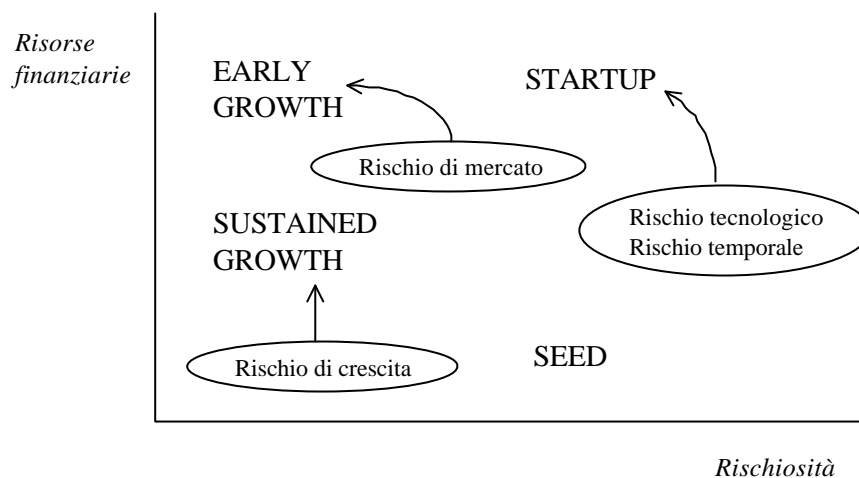 Risorse
finanziarie
EARLY
GROWTH
STARTUP
Rischio di mercato
SUSTAINED
GROWTH
Rischio tecnologico
Rischio temporale
Rischio di crescita
SEED
Rischiosità